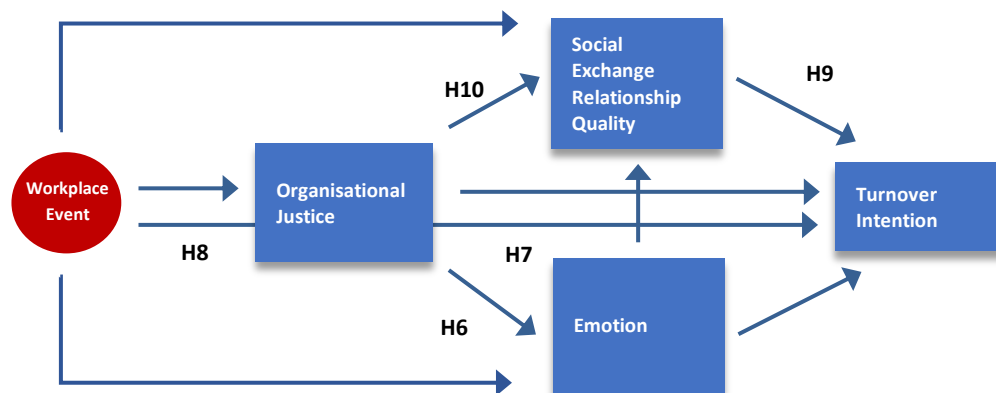 Social
Exchange
Relationship
Quality
H9
H10
Workplace
Event
Organisational
Justice
Turnover
Intention
H8
H7
H6
Emotion